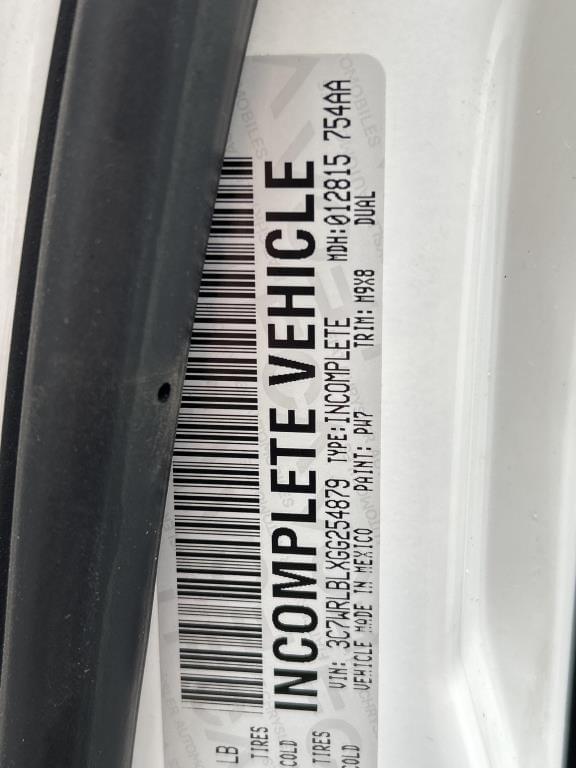 LB
TIRES
COLD
TIRES
COLD
INCOMPLETE VEHICLE
VIN: 3C7WRLBLXGG254879 TYPE: INCOMPLETE MDH: 012815 754AA
VEHICLE MADE IN MEXICO PAINT: PW7 TRIM: M9X8 DUAL